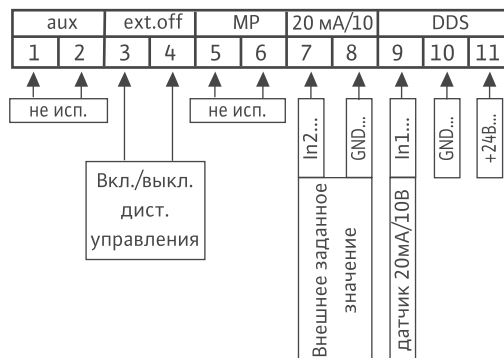 aux ext.off MP 20 мА/10 DDS
1 2 3 4 5 6 7 8 9 10 11
не исп.
не исп.
In2...
GND...
In1...
GND...
+24В...
Вкл./выкл.
дист.
управления
Внешнее заданное
значение
датчик 20мА/10В